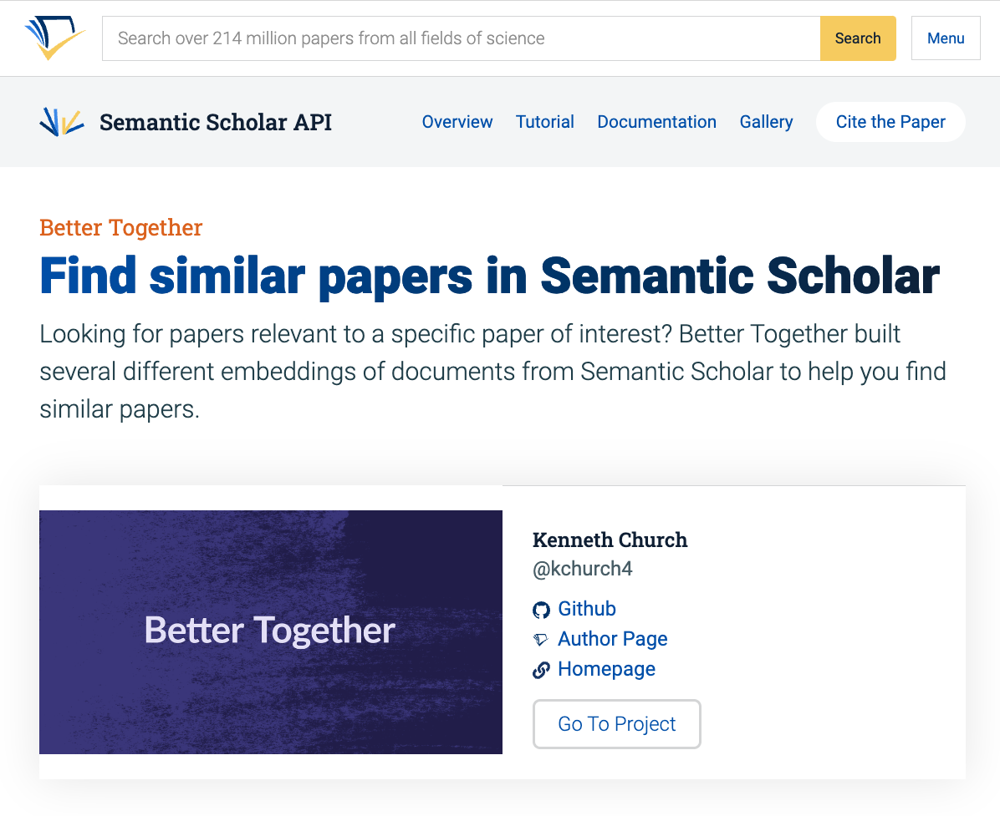 Search over 214 million papers from all fields of science
Search
Menu
Semantic Scholar API
Overview
Tutorial
Documentation
Gallery
Cite the Paper
Better Together
Find similar papers in Semantic Scholar
Looking for papers relevant to a specific paper of interest? Better Together built
several different embeddings of documents from Semantic Scholar to help you find
similar papers.
Better Together
Kenneth Church
@kchurch4
Github
Author Page
Homepage
Go To Project